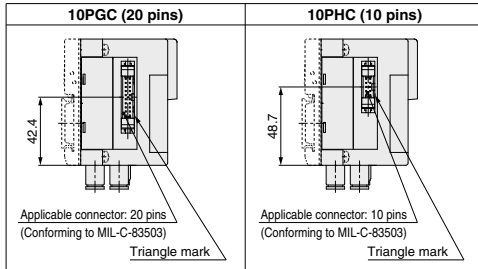 10PGC (20 pins)
42.4
Applicable connector: 20 pins
(Conforming to MIL-C-83503)
Triangle mark
10PHC (10 pins)
48.7
Applicable connector: 10 pins
(Conforming to MIL-C-83503)
Triangle mark